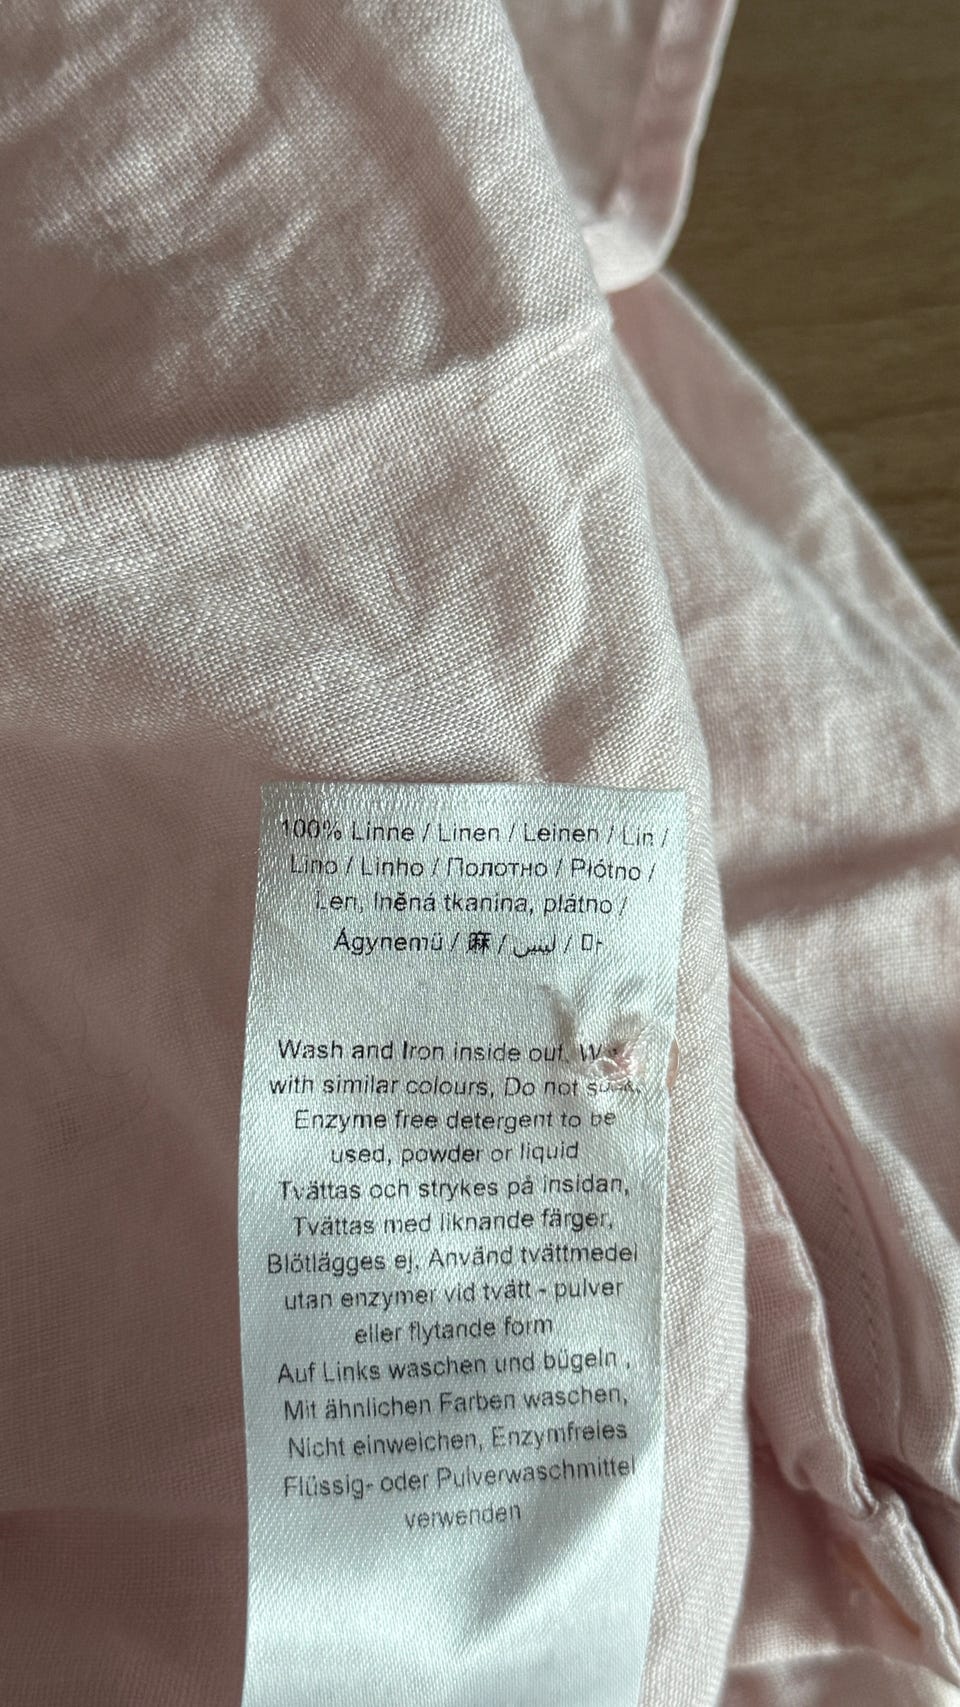 100% Linne / Linen / Leinen / Lin /
Lino / Linho / Полотно / Płótno /
Len, lněná tkanina, plátno /
Ágynemű / 麻 / ليس / 마
Wash and Iron inside out,
with similar colours, Do not
Enzyme free detergent to be
used, powder or liquid
Tvättas och strykes på insidan,
Tvättas med liknande färger,
Blötlägges ej, Använd tvättmedel
utan enzymer vid tvätt - pulver
eller flytande form
Auf Links waschen und bügeln ,
Mit ähnlichen Farben waschen,
Nicht einweichen, Enzymfreies
Flüssig- oder Pulverwaschmittel
verwenden